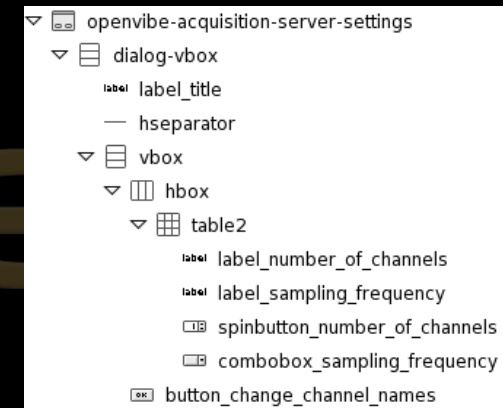 openvibe-acquisition-server-settings
dialog-vbox
label label_title
hseparator
vbox
hbox
table2
label label_number_of_channels
label label_sampling_frequency
spinbutton_number_of_channels
combobox_sampling_frequency
OK button_change_channel_names